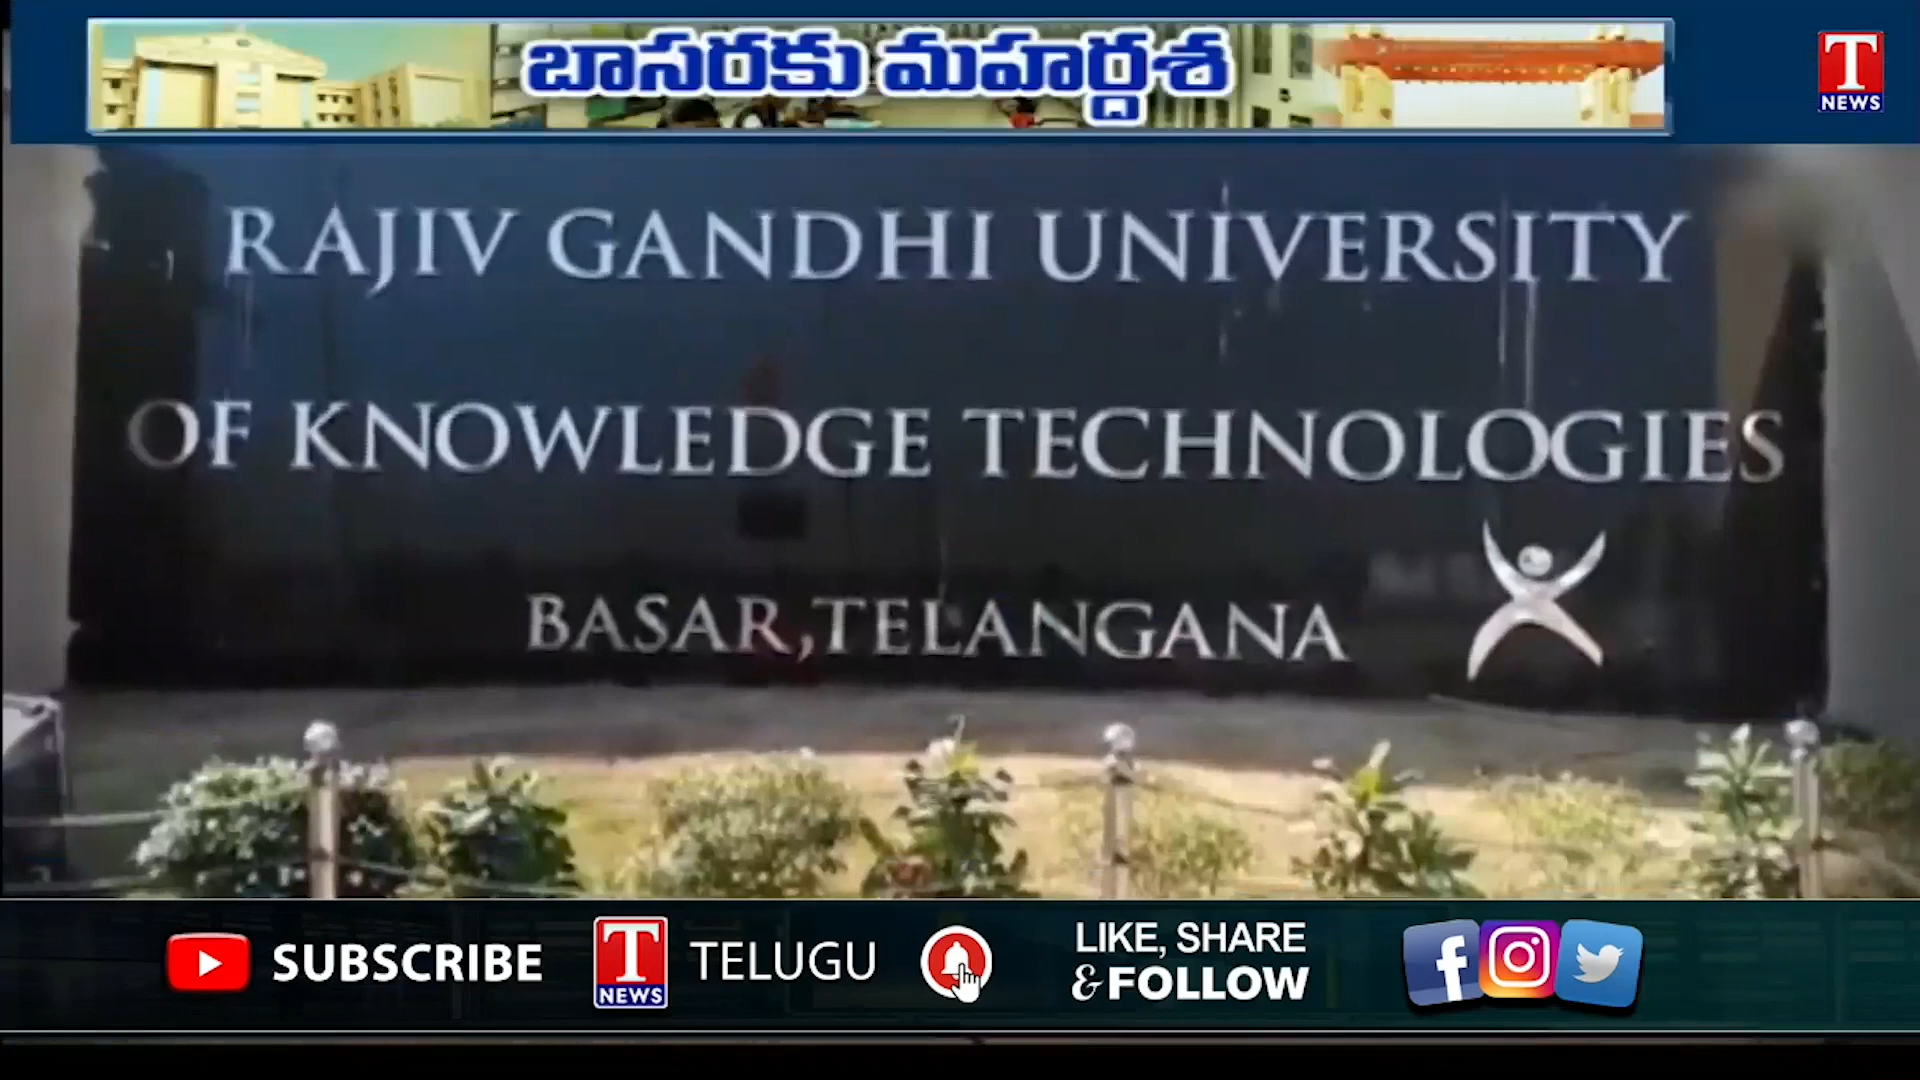 బాసరకు మహర్దశ
T
NEWS
RAJIV GANDHI UNIVERSITY
OF KNOWLEDGE TECHNOLOGIES
BASAR,TELANGANA
SUBSCRIBE
T
NEWS
TELUGU
LIKE, SHARE
& FOLLOW